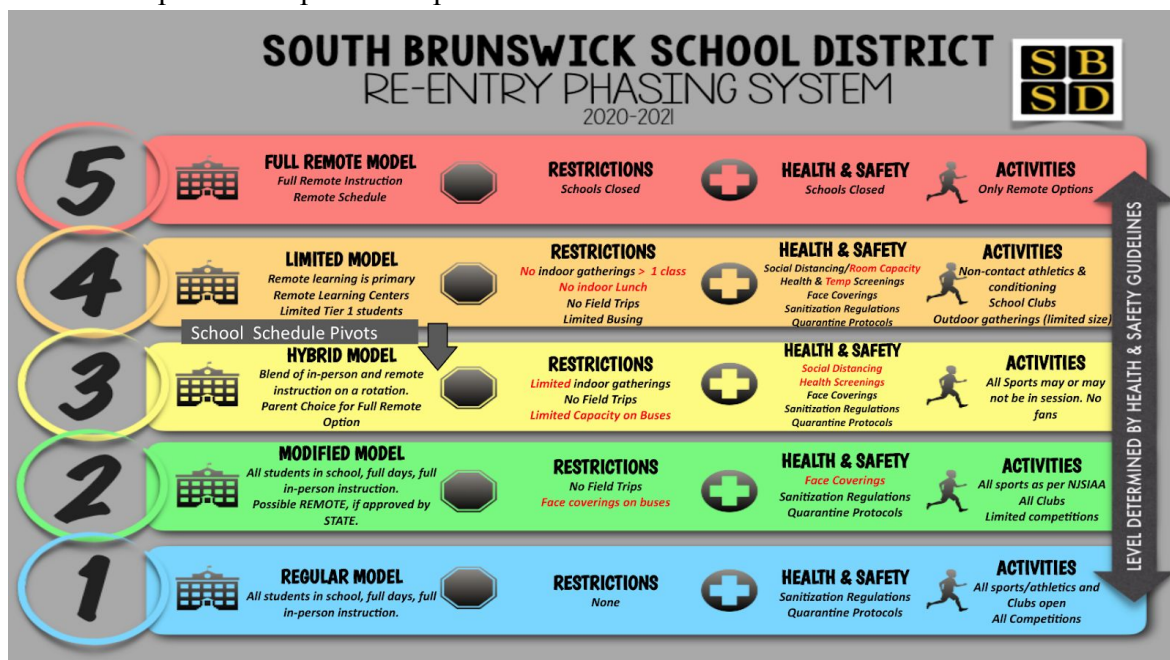 SOUTH BRUNSWICK SCHOOL DISTRICT
RE-ENTRY PHASING SYSTEM
2020-2021
S B
S D
5
FULL REMOTE MODEL
Full Remote Instruction
Remote Schedule
RESTRICTIONS
Schools Closed
HEALTH & SAFETY
Schools Closed
ACTIVITIES
Only Remote Options
4
LIMITED MODEL
Remote learning is primary
Remote Learning Centers
Limited Tier 1 students
RESTRICTIONS
No indoor gatherings > 1 class
No indoor Lunch
No Field Trips
Limited Busing
HEALTH & SAFETY
Social Distancing/Room Capacity
Health & Temp Screenings
Face Coverings
Sanitization Regulations
Quarantine Protocols
ACTIVITIES
Non-contact athletics &
conditioning
School Clubs
Outdoor gatherings (limited size)
School Schedule Pivots
3
HYBRID MODEL
Blend of in-person and remote
instruction on a rotation.
Parent Choice for Full Remote
Option
RESTRICTIONS
Limited indoor gatherings
No Field Trips
Limited Capacity on Buses
HEALTH & SAFETY
Social Distancing
Health Screenings
Face Coverings
Sanitization Regulations
Quarantine Protocols
ACTIVITIES
All Sports may or may
not be in session. No
fans
2
MODIFIED MODEL
All students in school, full days, full
in-person instruction.
Possible REMOTE, if approved by
STATE.
RESTRICTIONS
No Field Trips
Face coverings on buses
HEALTH & SAFETY
Face Coverings
Sanitization Regulations
Quarantine Protocols
ACTIVITIES
All sports as per NJSIAA
All Clubs
Limited competitions
1
REGULAR MODEL
All students in school, full days, full
in-person instruction.
RESTRICTIONS
None
HEALTH & SAFETY
Sanitization Regulations
Quarantine Protocols
ACTIVITIES
All sports/athletics and
Clubs open
All Competitions
LEVEL DETERMINED BY HEALTH & SAFETY GUIDELINES